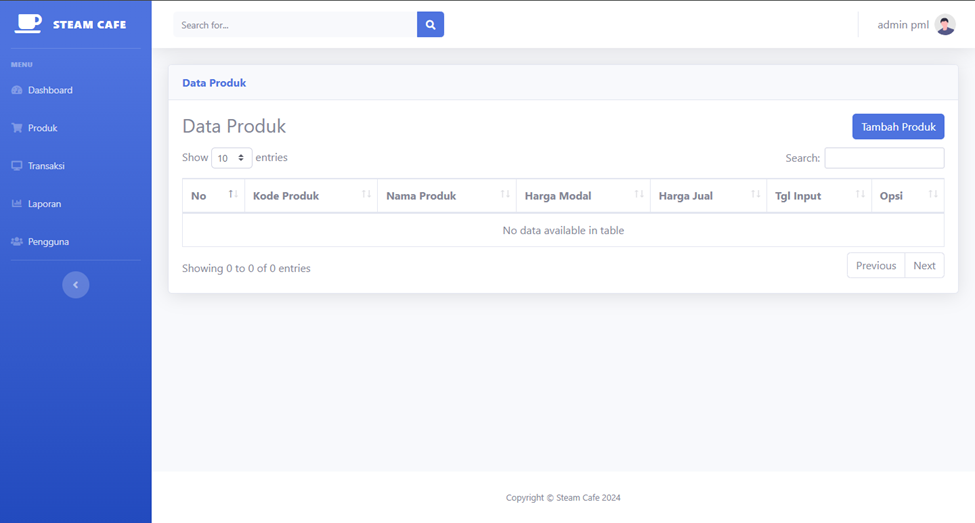 STEAM CAFE
Search for...
admin pml
MENU
Dashboard
Produk
Transaksi
Laporan
Pengguna
Data Produk
Data Produk
Tambah Produk
Show 10 entries
Search:
No Kode Produk Nama Produk Harga Modal Harga Jual Tgl Input Opsi
No data available in table
Showing 0 to 0 of 0 entries
Previous Next
Copyright © Steam Cafe 2024